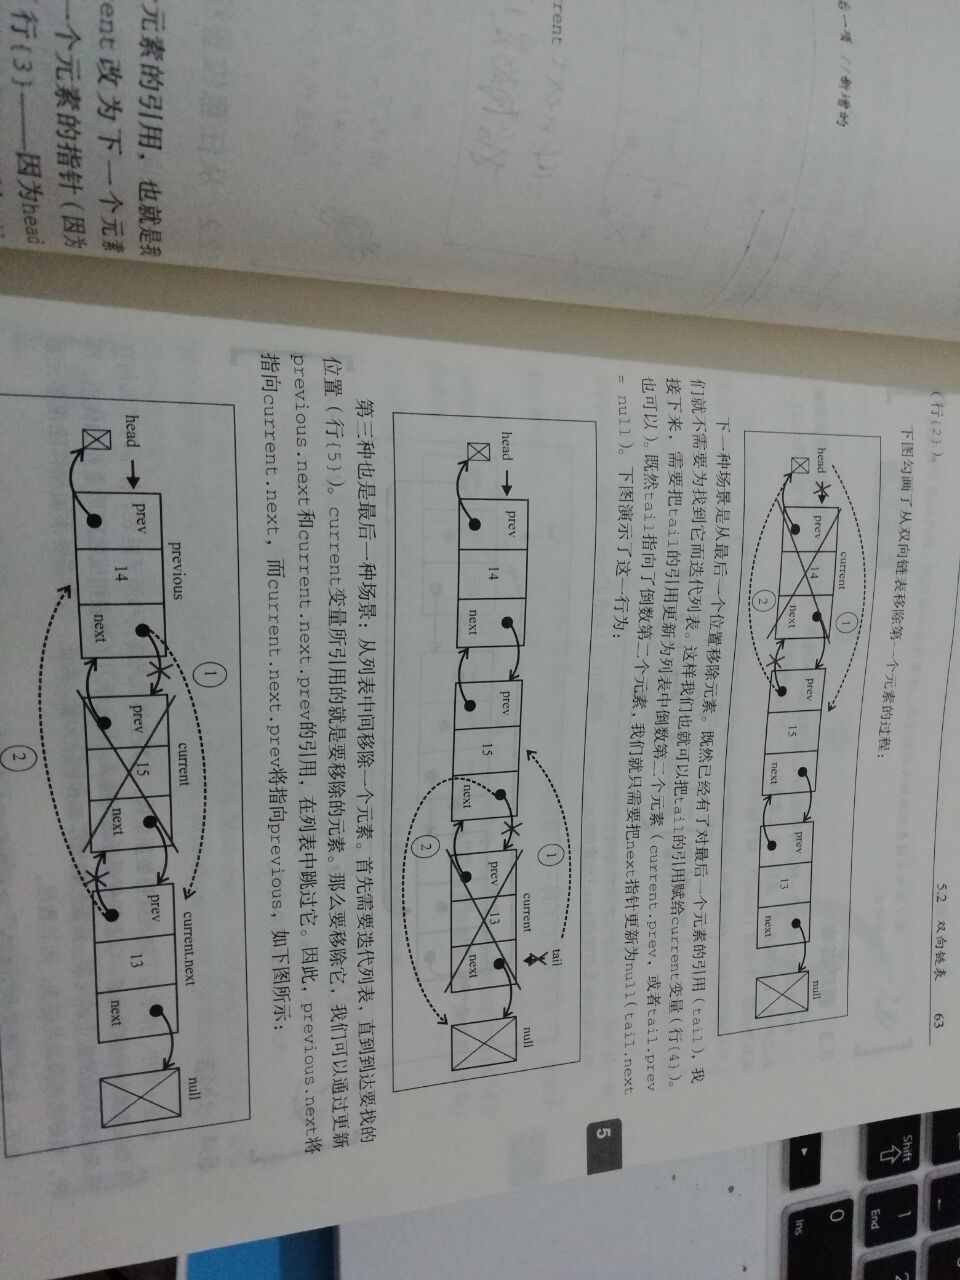 5.2 双向链表 63
(行{2})。
下图勾画了从双向链表移除第一个元素的过程：
head
current
prev
14
next
prev
15
next
prev
13
next
null
①
②
下一种场景是从最后一个位置移除元素。既然已经有了对最后一个元素的引用（tail），我
们就不需要为找到它而迭代列表。这样我们也就可以把tail的引用赋给current变量（行{4}）。
接下来，需要把tail的引用更新为列表中倒数第二个元素（current.prev，或者tail.prev
也可以）。既然tail指向了倒数第二个元素，我们就只需要把next指针更新为null（tail.next
= null）。下图演示了这一行为：
head
prev
14
next
prev
15
next
current
prev
13
next
tail
null
①
②
5
第三种也是最后一种场景：从列表中间移除一个元素。首先需要迭代列表，直到到达要找的
位置（行{5}）。current变量所引用的就是要移除的元素。那么要移除它，我们可以通过更新
previous.next和current.next.prev的引用，在列表中跳过它。因此，previous.next将
指向current.next，而current.next.prev将指向previous，如下图所示：
head
previous
prev
14
next
current
prev
15
next
current.next
prev
13
next
null
①
②
元素的引用，也就是我
ent改为下一个元素
一个元素的指针（因为
行{3}——因为head
一项 //新增的
rrent
Shift
1
End
0
Ins
2